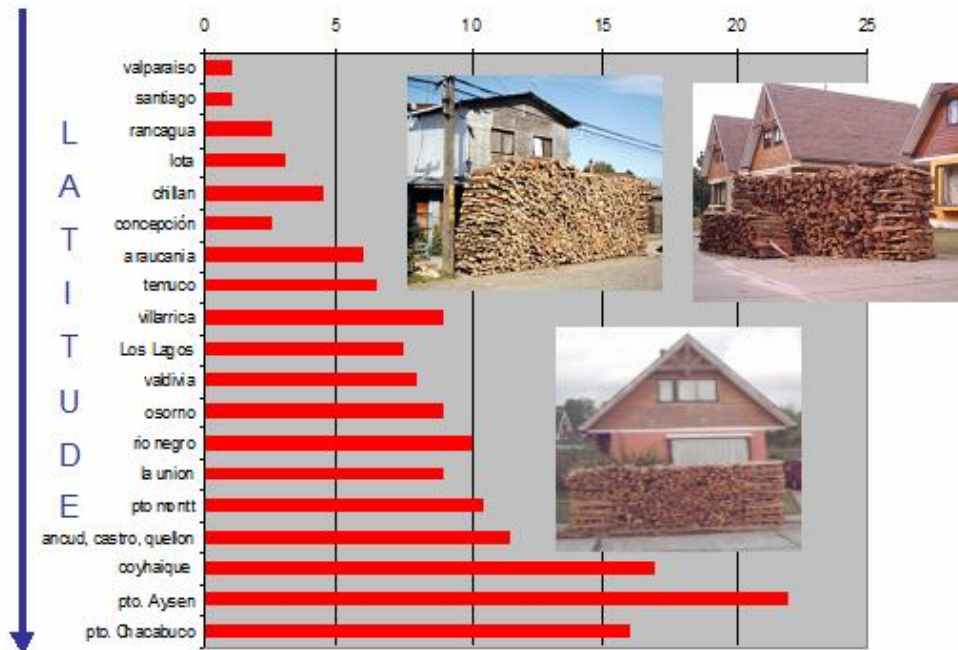 0 5 10 15 20 25
valparaiso
santiago
rancagua
lota
chillan
concepción
araucania
temuco
villarrica
Los Lagos
valdivia
osorno
rio negro
la union
pto montt
ancud, castro, quellon
coyhaique
pto. Aysen
pto. Chacabuco
LATITUDE